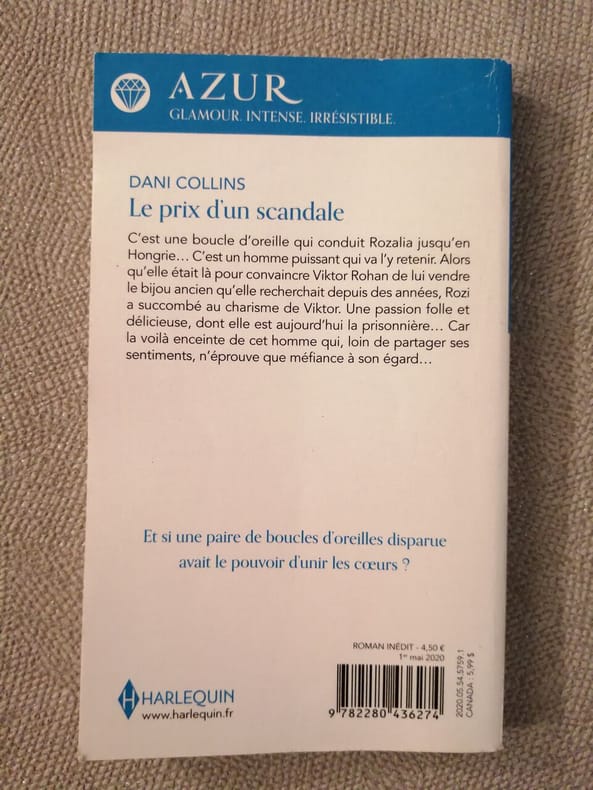 AZUR
GLAMOUR. INTENSE. IRRÉSISTIBLE.
DANI COLLINS
Le prix d'un scandale
C'est une boucle d'oreille qui conduit Rozalia jusqu'en
Hongrie… C'est un homme puissant qui va l'y retenir. Alors
qu'elle était là pour convaincre Viktor Rohan de lui vendre
le bijou ancien qu'elle recherchait depuis des années, Rozi
a succombé au charisme de Viktor. Une passion folle et
délicieuse, dont elle est aujourd'hui la prisonnière… Car
la voilà enceinte de cet homme qui, loin de partager ses
sentiments, n'éprouve que méfiance à son égard…
Et si une paire de boucles d'oreilles disparue
avait le pouvoir d'unir les cœurs ?
ROMAN INÉDIT - 4,50 €
1er mai 2020
2020.05.54.5759.1
CANADA : 5,99 $
9 782280 436274
H HARLEQUIN
www.harlequin.fr